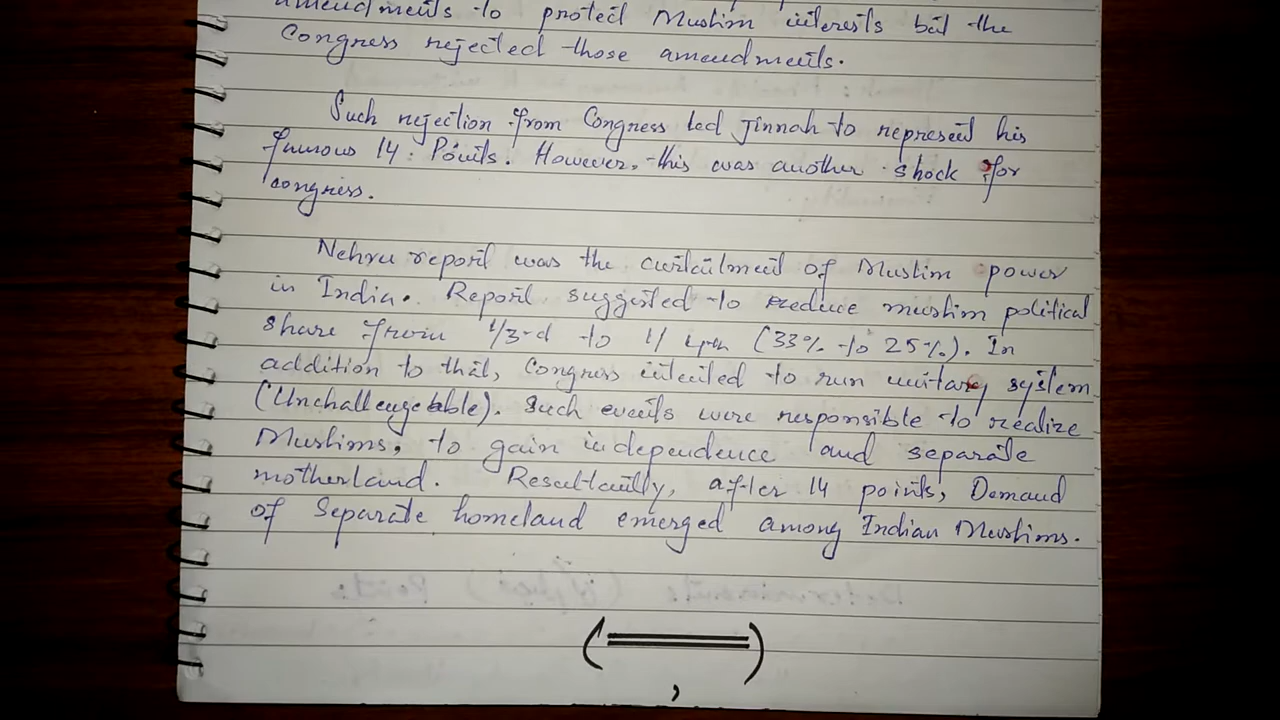 amendments to protect Muslim interests but the
Congress rejected those amendments.
Such rejection from Congress led Jinnah to represent his
famous 14 Points. However, this was another shock for
congress.
Nehru report was the curtailment of Muslim power
in India. Report suggested to reduce muslim political
share from 1/3rd to 1/4th (33% to 25%). In
addition to that, Congress intented to run unitary system
(Unchallengeable). Such events were responsible to realize
Muslims, to gain independence and separate
motherland. Resultantly, after 14 points, Demand
of Separate homeland emerged among Indian Muslims.